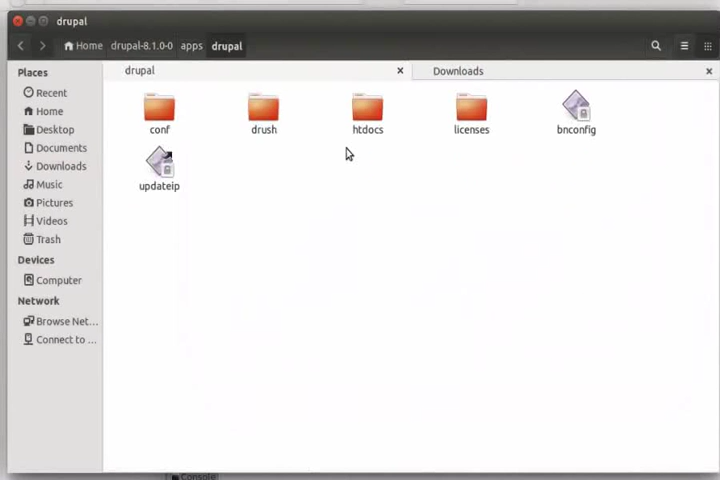 drupal
Home drupal-8.1.0-0 apps drupal
drupal
Downloads
Places
Recent
Home
Desktop
Documents
Downloads
Music
Pictures
Videos
Trash
Devices
Computer
Network
Browse Net...
Connect to ...
conf
drush
htdocs
licenses
bnconfig
updateip
Console